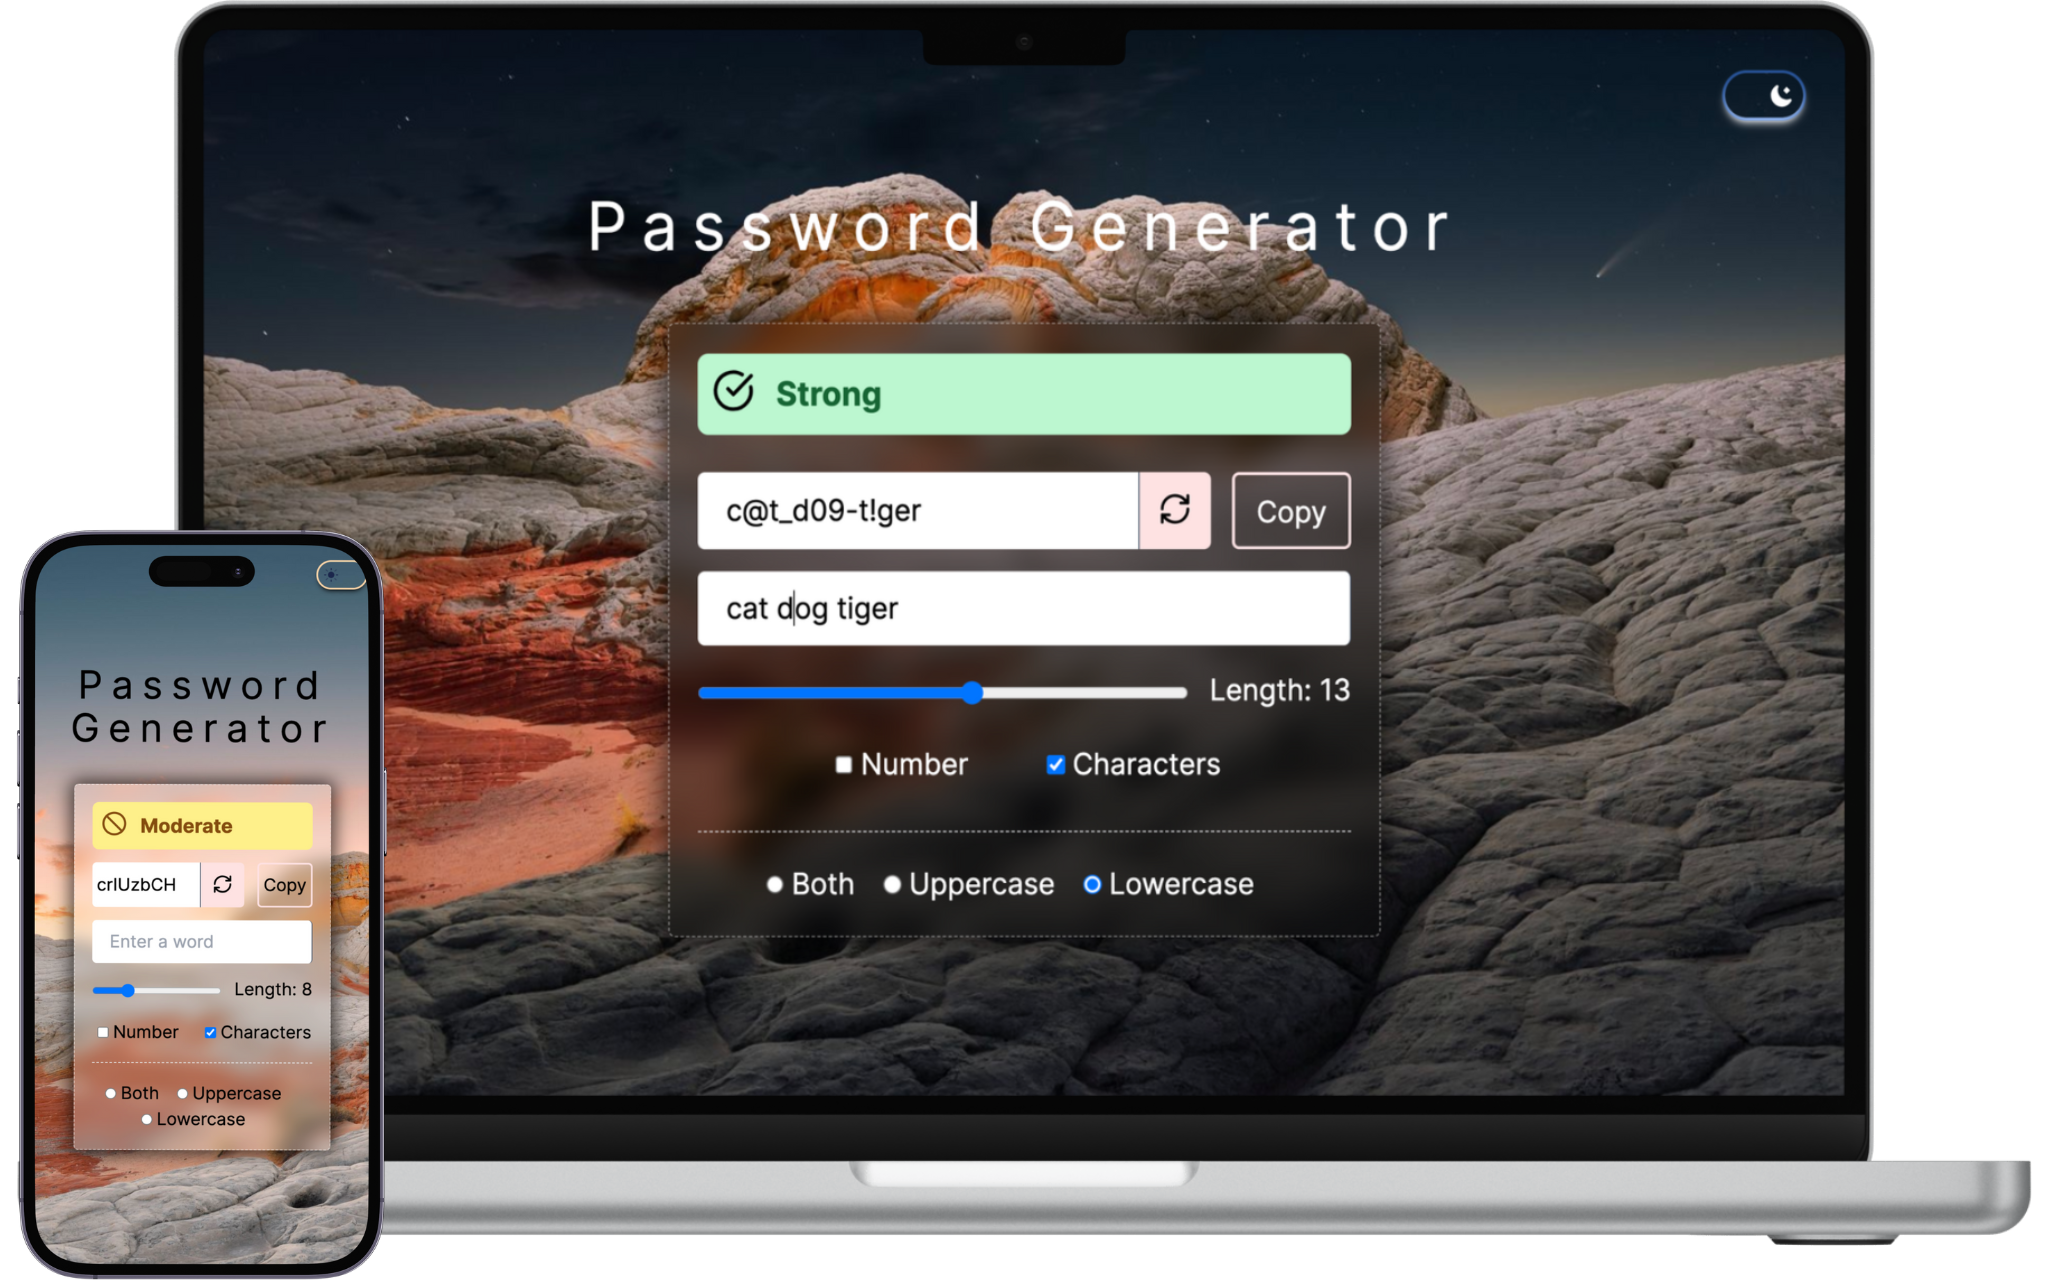 Password Generator
Strong
c@t_d09-t!ger
Copy
cat dog tiger
Length: 13
Number Characters
Both Uppercase Lowercase
Password
Generator
Moderate
crIUzbCH Copy
Enter a word
Length: 8
Number Characters
Both Uppercase
Lowercase